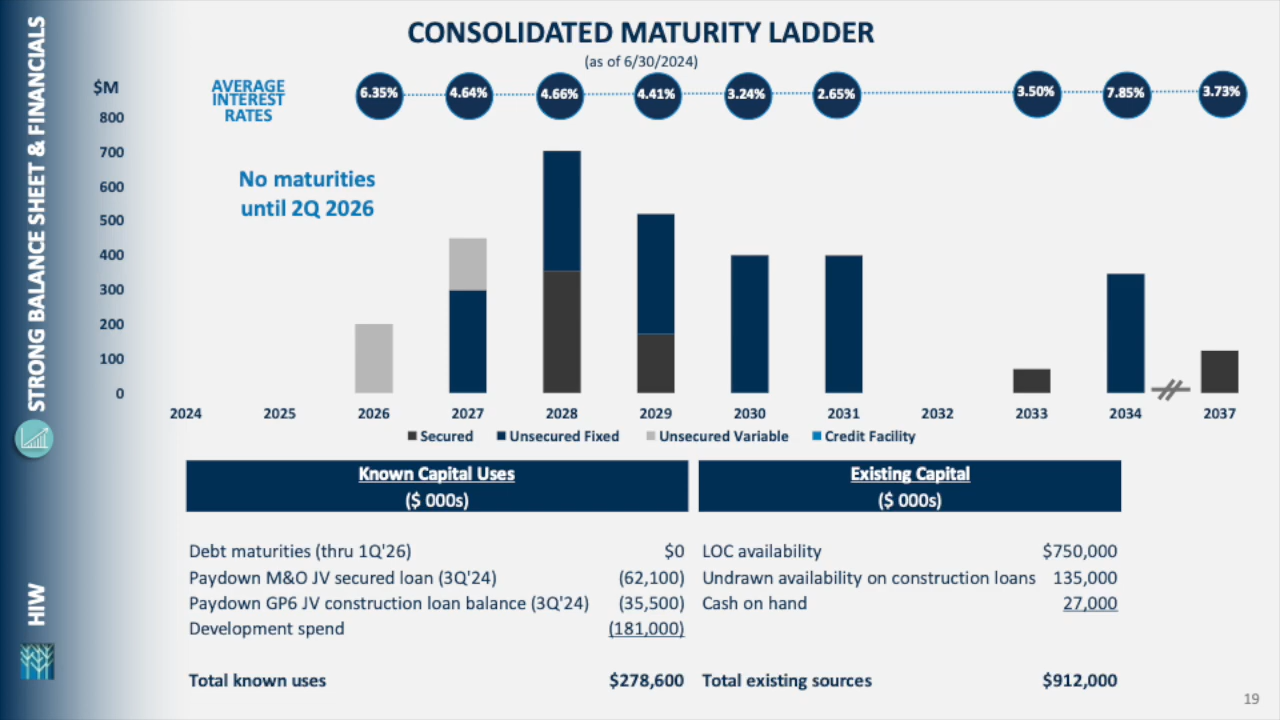 STRONG BALANCE SHEET & FINANCIALS
HIW
CONSOLIDATED MATURITY LADDER
(as of 6/30/2024)
$M
AVERAGE
INTEREST
RATES
6.35% 4.64% 4.66% 4.41% 3.24% 2.65% 3.50% 7.85% 3.73%
800
700
600
500
400
300
200
100
0
No maturities
until 2Q 2026
2024 2025 2026 2027 2028 2029 2030 2031 2032 2033 2034 2037
Secured Unsecured Fixed Unsecured Variable Credit Facility
Known Capital Uses
($ 000s)
Debt maturities (thru 1Q'26) $0
Paydown M&O JV secured loan (3Q'24) (62,100)
Paydown GP6 JV construction loan balance (3Q'24) (35,500)
Development spend (181,000)
Total known uses $278,600
Existing Capital
($ 000s)
LOC availability $750,000
Undrawn availability on construction loans 135,000
Cash on hand 27,000
Total existing sources $912,000
19